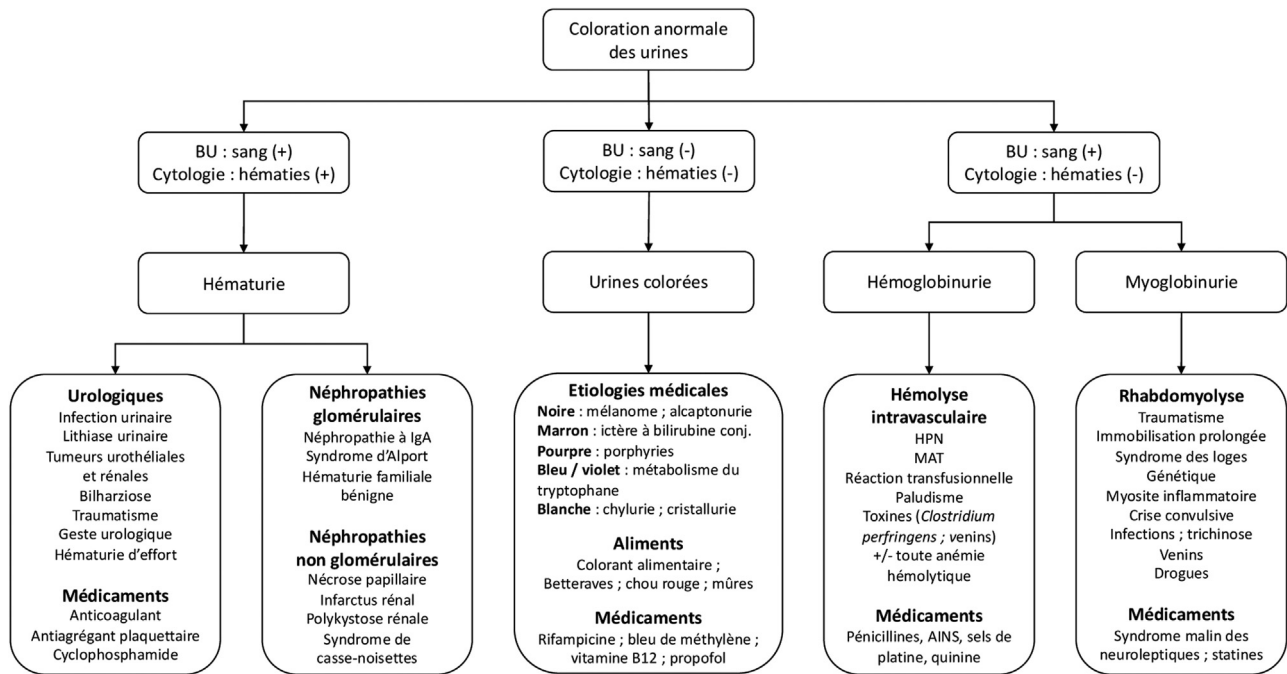 Coloration anormale
des urines
BU : sang (+)
Cytologie : hématies (+)
BU : sang (-)
Cytologie : hématies (-)
BU : sang (+)
Cytologie : hématies (-)
Hématurie
Urines colorées
Hémoglobinurie
Myoglobinurie
Urologiques
Infection urinaire
Lithiase urinaire
Tumeurs urothéliales
et rénales
Bilharziose
Traumatisme
Geste urologique
Hématurie d’effort
Médicaments
Anticoagulant
Antiagrégant plaquettaire
Cyclophosphamide
Néphropathies
glomérulaires
Néphropathie à IgA
Syndrome d’Alport
Hématurie familiale
bénigne
Néphropathies
non glomérulaires
Nécrose papillaire
Infarctus rénal
Polykystose rénale
Syndrome de
casse-noisettes
Etiologies médicales
Noire : mélanome ; alcaptonurie
Marron : ictère à bilirubine conj.
Pourpre : porphyries
Bleu / violet : métabolisme du
tryptophane
Blanche : chylurie ; cristallurie
Aliments
Colorant alimentaire ;
Betteraves ; chou rouge ; mûres
Médicaments
Rifampicine ; bleu de méthylène ;
vitamine B12 ; propofol
Hémolyse
intravasculaire
HPN
MAT
Réaction transfusionnelle
Paludisme
Toxines (Clostridium
perfringens ; venins)
+/- toute anémie
hémolytique
Médicaments
Pénicillines, AINS, sels de
platine, quinine
Rhabdomyolyse
Traumatisme
Immobilisation prolongée
Syndrome des loges
Génétique
Myosite inflammatoire
Crise convulsive
Infections ; trichinose
Venins
Drogues
Médicaments
Syndrome malin des
neuroleptiques ; statines